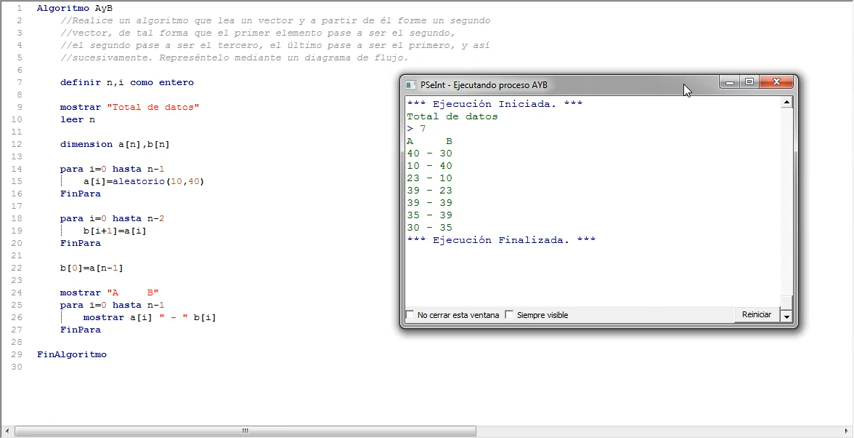 1 Algoritmo AyB
2 //Realice un algoritmo que lea un vector y a partir de él forme un segundo
3 //vector, de tal forma que el primer elemento pase a ser el segundo,
4 //el segundo pase a ser el tercero, el último pase a ser el primero, y así
5 //sucesivamente. Represéntelo mediante un diagrama de flujo.
6
7 definir n,i como entero
8
9 mostrar "Total de datos"
10 leer n
11
12 dimension a[n],b[n]
13
14 para i=0 hasta n-1
15 a[i]=aleatorio(10,40)
16 FinPara
17
18 para i=0 hasta n-2
19 b[i+1]=a[i]
20 FinPara
21
22 b[0]=a[n-1]
23
24 mostrar "A     B"
25 para i=0 hasta n-1
26 mostrar a[i] " - " b[i]
27 FinPara
28
29 FinAlgoritmo
30
PSeInt - Ejecutando proceso AYB
*** Ejecución Iniciada. ***
Total de datos
> 7
A     B
40 - 30
10 - 40
23 - 10
39 - 23
39 - 39
35 - 39
30 - 35
*** Ejecución Finalizada. ***
No cerrar esta ventana Siempre visible Reiniciar